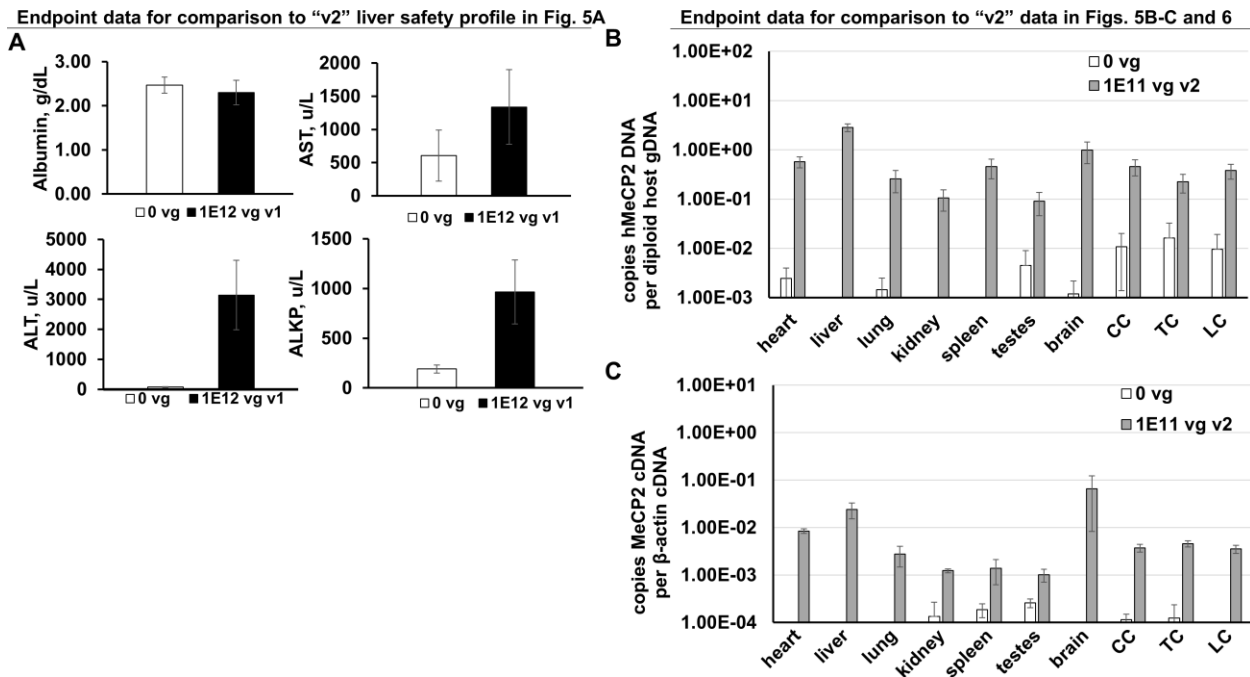 Endpoint data for comparison to “v2” liver safety profile in Fig. 5A
A
Albumin, g/dL
3.00
2.00
1.00
0.00
0 vg 1E12 vg v1
AST, u/L
2000
1500
1000
500
0
0 vg 1E12 vg v1
ALT, u/L
5000
4000
3000
2000
1000
0
0 vg 1E12 vg v1
ALKP, u/L
1500
1000
500
0
0 vg 1E12 vg v1
Endpoint data for comparison to “v2” data in Figs. 5B-C and 6
B
copies hMeCP2 DNA
per diploid host gDNA
1.00E+02
1.00E+01
1.00E+00
1.00E-01
1.00E-02
1.00E-03
0 vg
1E11 vg v2
heart liver lung kidney spleen testes brain CC TC LC
C
copies MeCP2 cDNA
per β-actin cDNA
1.00E+01
1.00E+00
1.00E-01
1.00E-02
1.00E-03
1.00E-04
0 vg
1E11 vg v2
heart liver lung kidney spleen testes brain CC TC LC